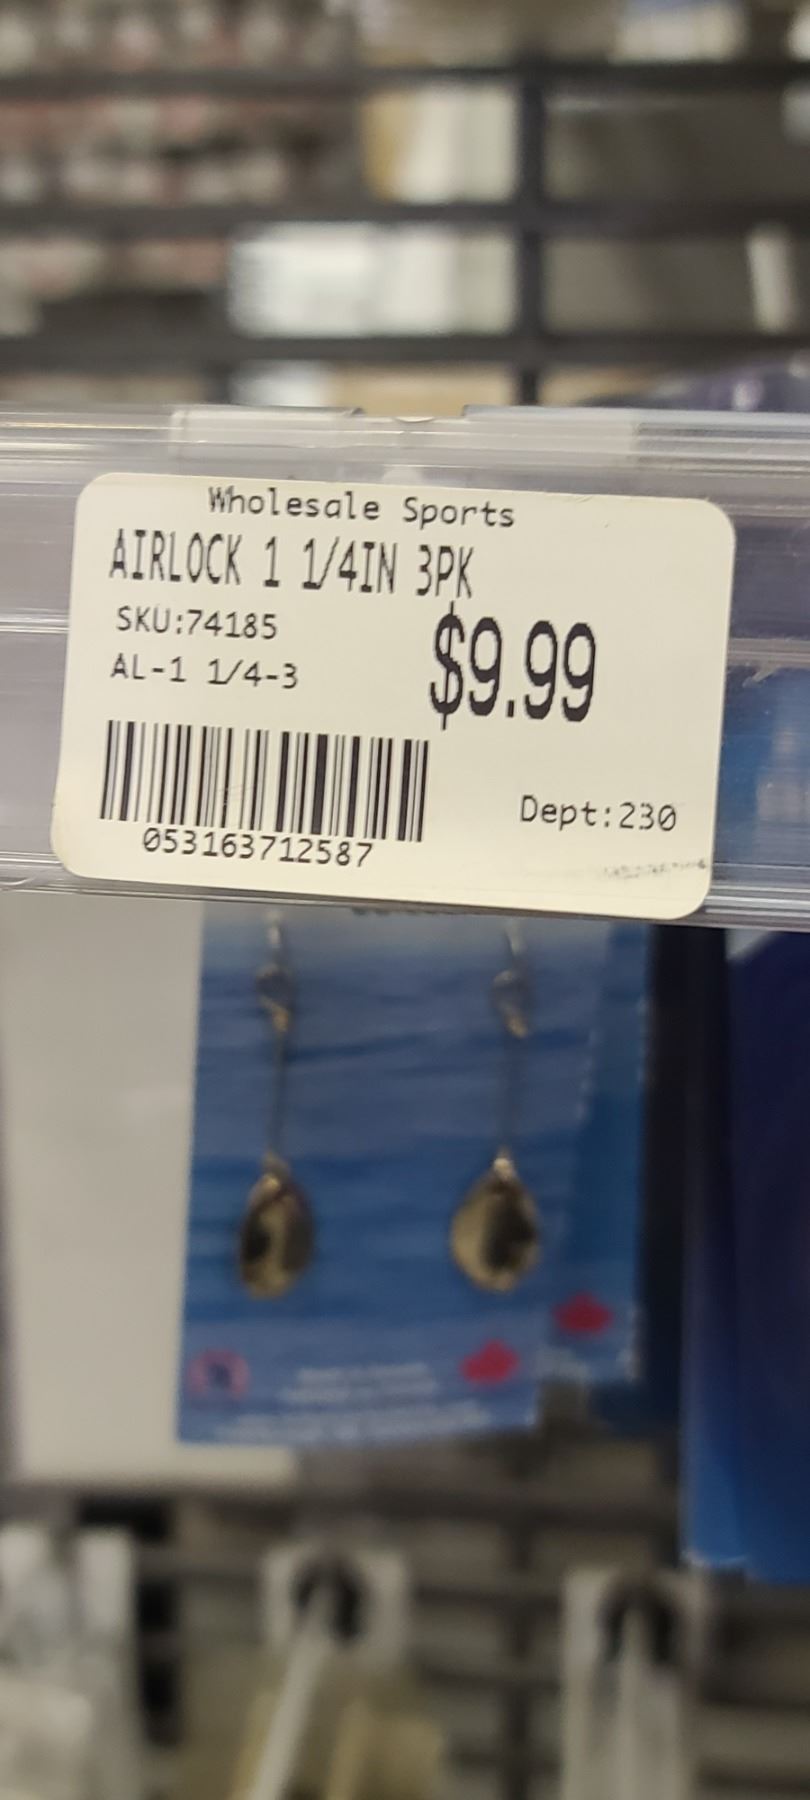 Wholesale Sports
AIRLOCK 1 1/4IN 3PK
SKU:74185
AL-1 1/4-3
$9.99
Dept:230
053163712587